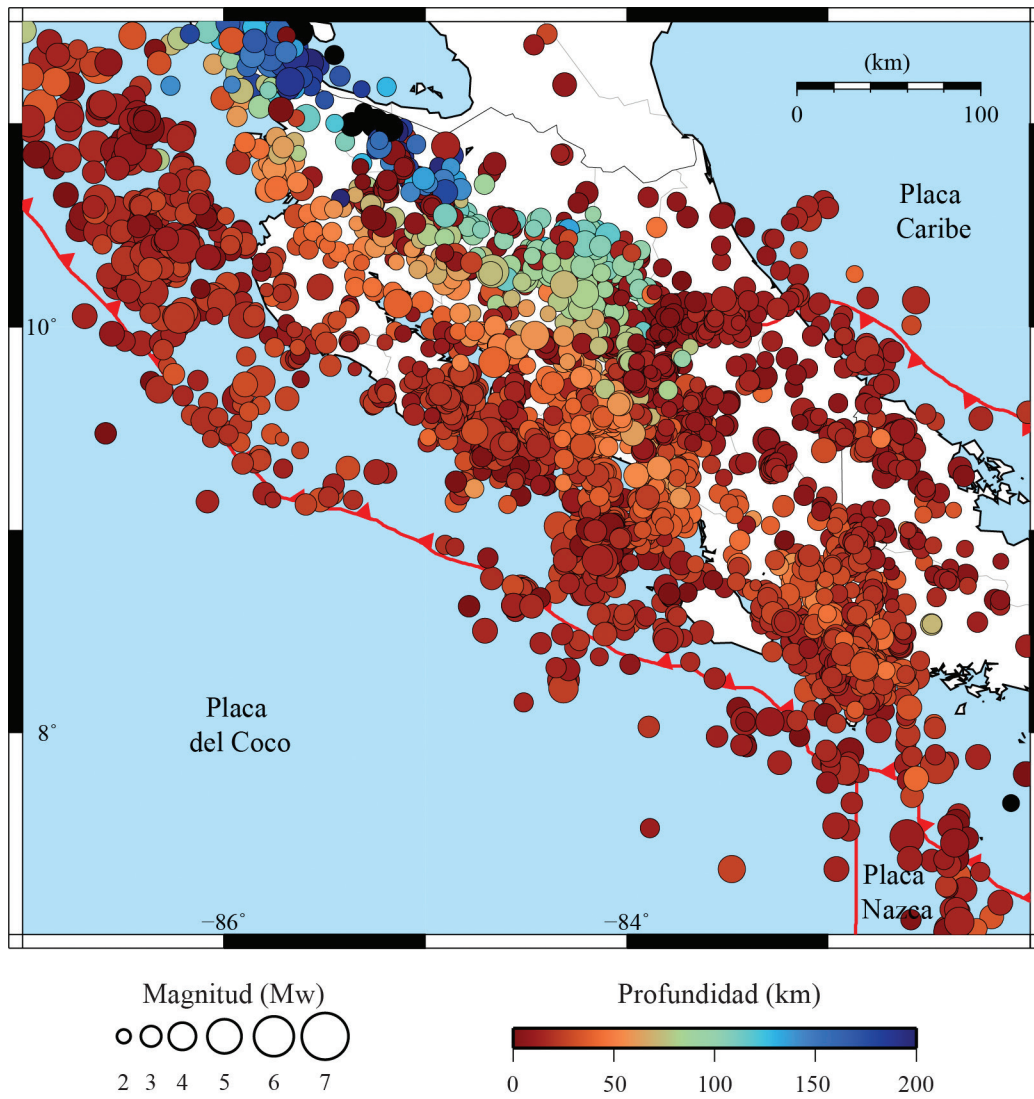 (km)
0 100
Placa
Caribe
10°
Placa
del Coco
8°
Placa
Nazca
−86° −84°
Magnitud (Mw)
2 3 4 5 6 7
Profundidad (km)
0 50 100 150 200